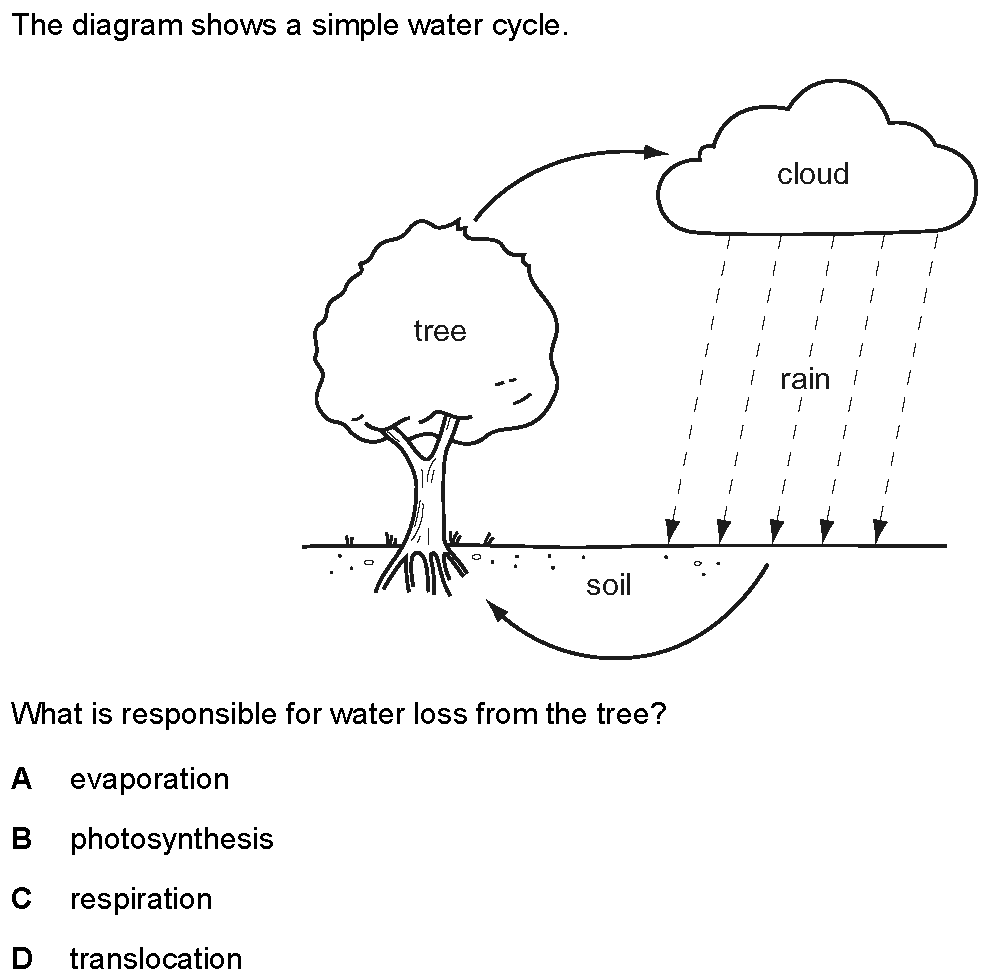 The diagram shows a simple water cycle.
cloud
tree
rain
soil
What is responsible for water loss from the tree?
A evaporation
B photosynthesis
C respiration
D translocation